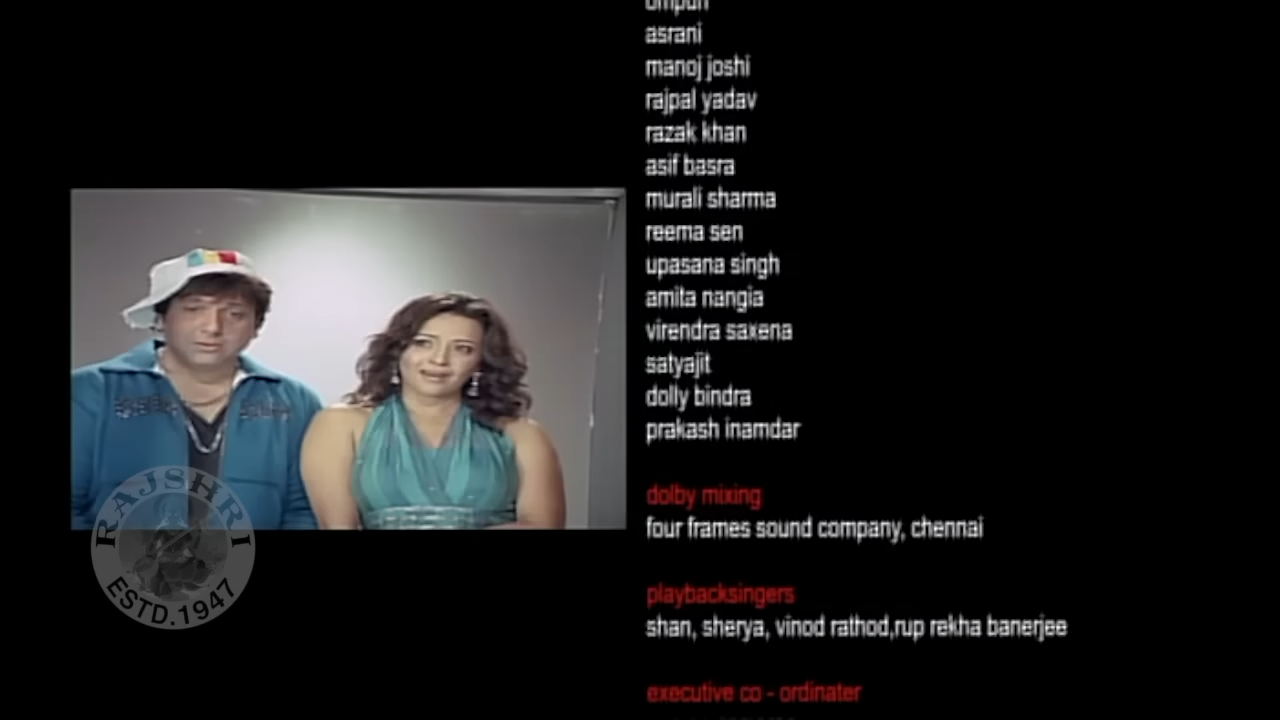 ompuri
asrani
manoj joshi
rajpal yadav
razak khan
asif basra
murali sharma
reema sen
upasana singh
amita nangia
virendra saxena
satyajit
dolly bindra
prakash inamdar
dolby mixing
four frames sound company, chennai
playbacksingers
shan, sherya, vinod rathod,rup rekha banerjee
executive co - ordinater
RAJSHRI
ESTD.1947